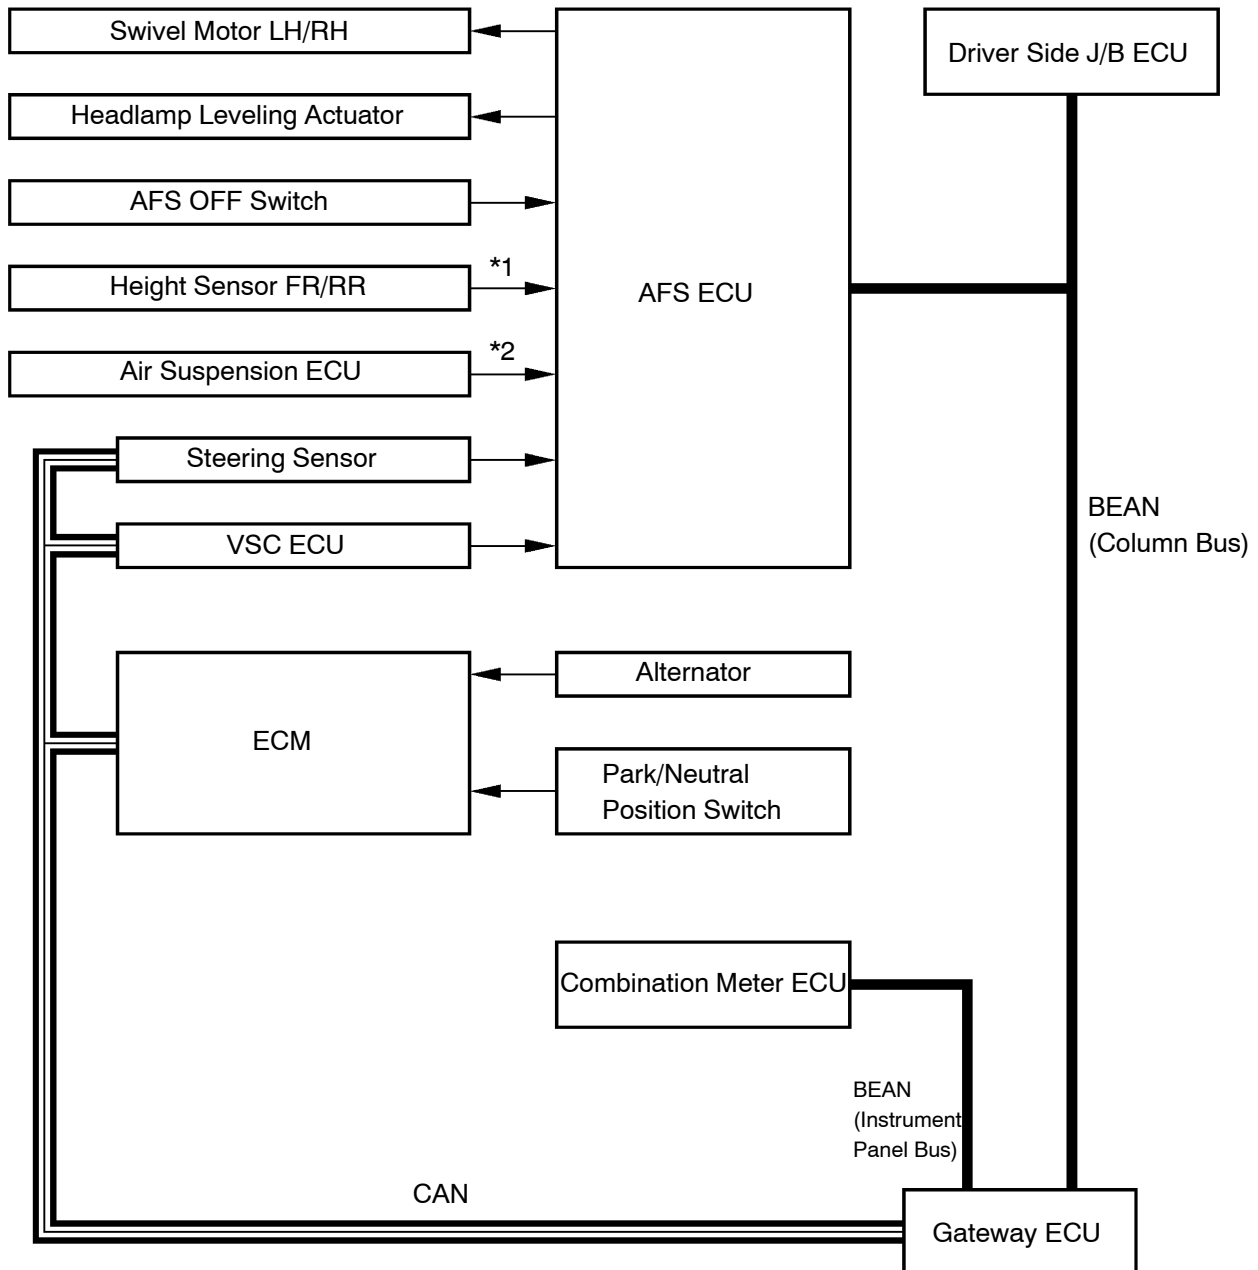 Swivel Motor LH/RH
Driver Side J/B ECU
Headlamp Leveling Actuator
AFS OFF Switch
*1
Height Sensor FR/RR
AFS ECU
*2
Air Suspension ECU
Steering Sensor
VSC ECU
BEAN
(Column Bus)
Alternator
ECM
Park/Neutral
Position Switch
Combination Meter ECU
BEAN
(Instrument
Panel Bus)
CAN
Gateway ECU